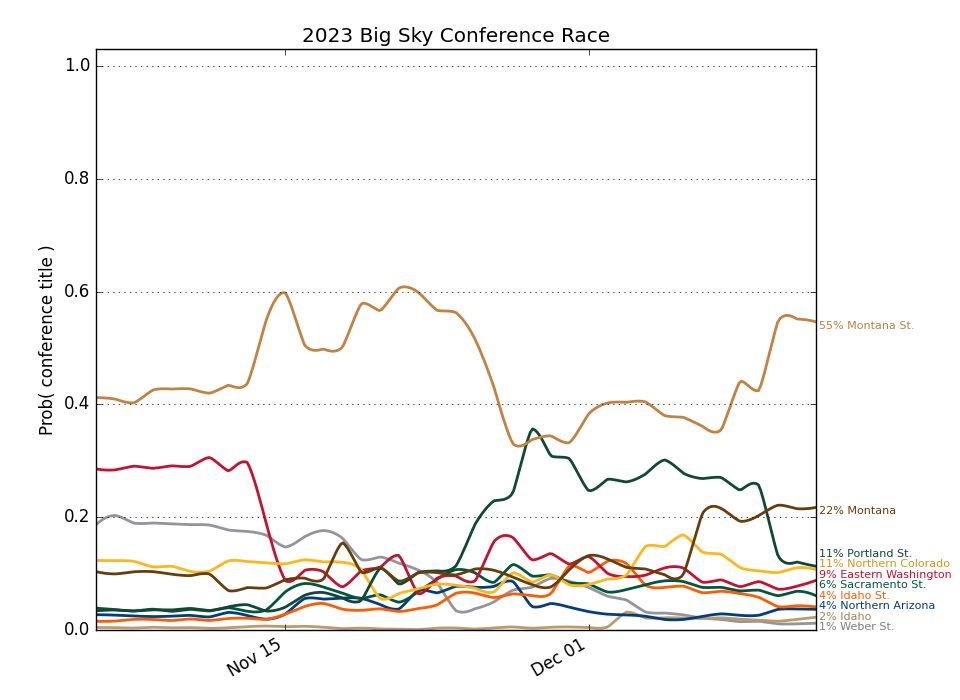 2023 Big Sky Conference Race
Prob( conference title )
1.0
0.8
0.6
0.4
0.2
0.0
Nov 15
Dec 01
55% Montana St.
22% Montana
11% Portland St.
11% Northern Colorado
9% Eastern Washington
6% Sacramento St.
4% Idaho St.
4% Northern Arizona
2% Idaho
1% Weber St.